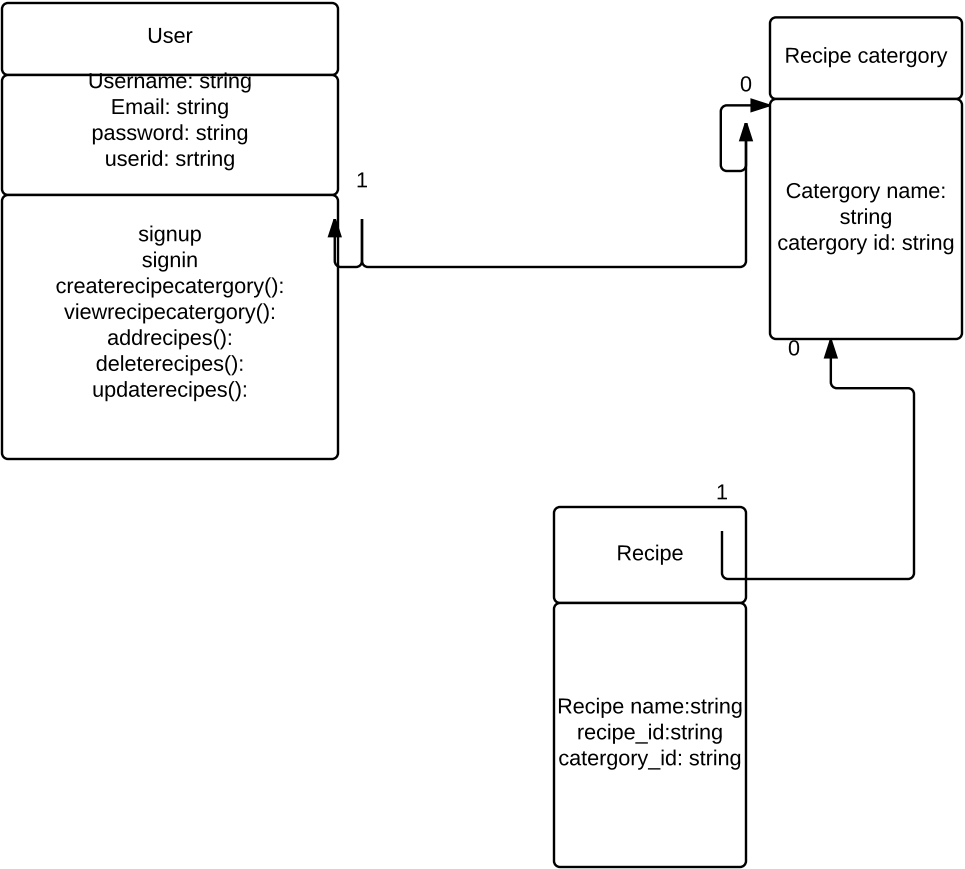 User
Username: string
Email: string
password: string
userid: srtring
signup
signin
createrecipecatergory():
viewrecipecatergory():
addrecipes():
deleterecipes():
updaterecipes():
1
0
Recipe catergory
Catergory name:
string
catergory id: string
0
1
Recipe
Recipe name:string
recipe_id:string
catergory_id: string